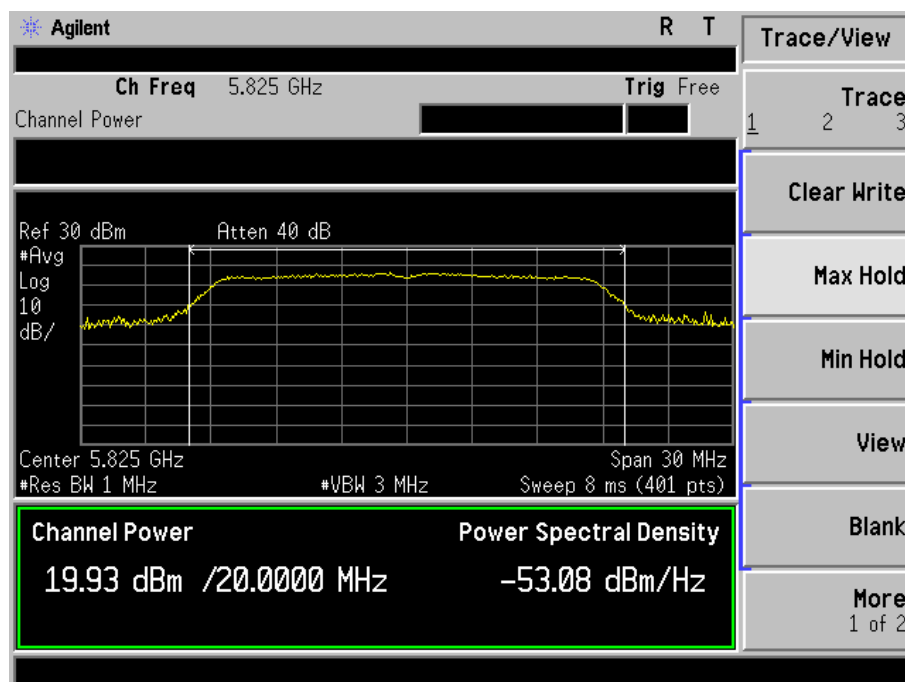 Agilent R T
Ch Freq 5.825 GHz Trig Free
Channel Power
Ref 30 dBm Atten 40 dB
#Avg
Log
10
dB/
Center 5.825 GHz Span 30 MHz
#Res BW 1 MHz #VBW 3 MHz Sweep 8 ms (401 pts)
Channel Power Power Spectral Density
19.93 dBm /20.0000 MHz -53.08 dBm/Hz
Trace/View
Trace
1 2 3
Clear Write
Max Hold
Min Hold
View
Blank
More
1 of 2